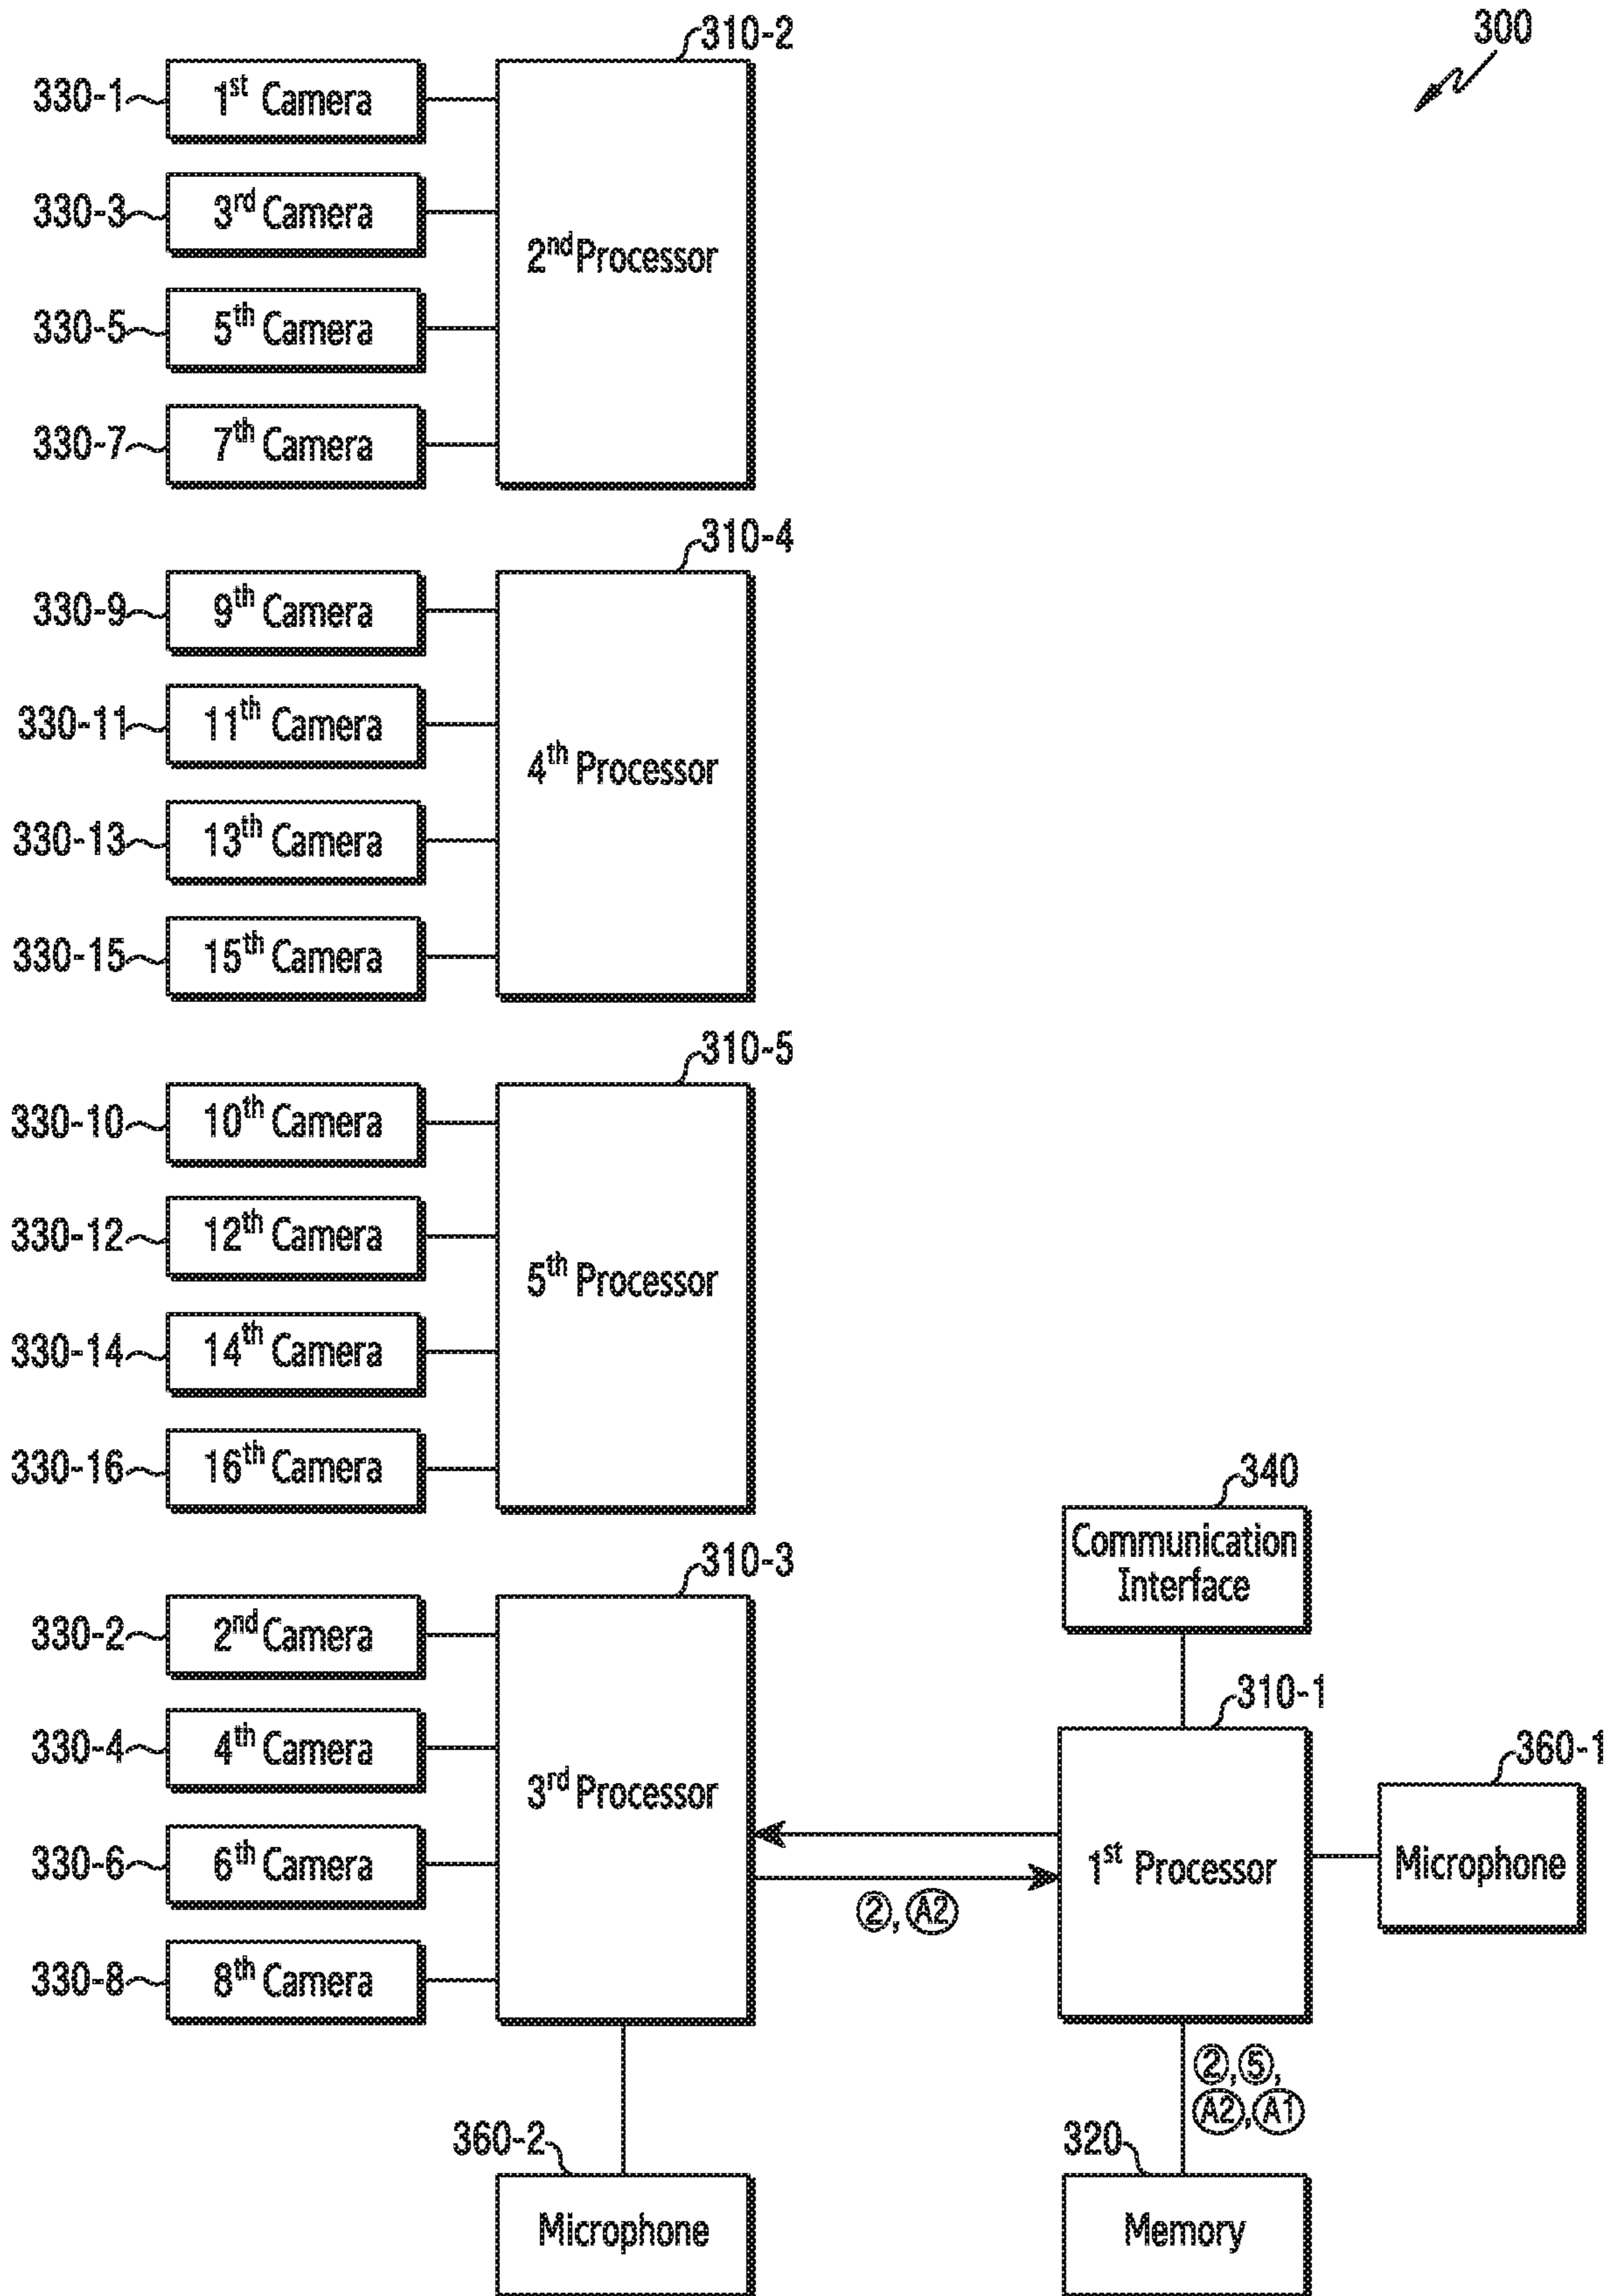 300
310-2
330-1 1st Camera
330-3 3rd Camera
2nd Processor
330-5 5th Camera
330-7 7th Camera
310-4
330-9 9th Camera
330-11 11th Camera
4th Processor
330-13 13th Camera
330-15 15th Camera
310-5
330-10 10th Camera
330-12 12th Camera
5th Processor
330-14 14th Camera
330-16 16th Camera
340
Communication
Interface
310-3
330-2 2nd Camera
310-1
330-4 4th Camera
360-1
3rd Processor
330-6 6th Camera
1st Processor
Microphone
②, A2
330-8 8th Camera
②,⑤,
A2,A1
360-2
320
Microphone
Memory